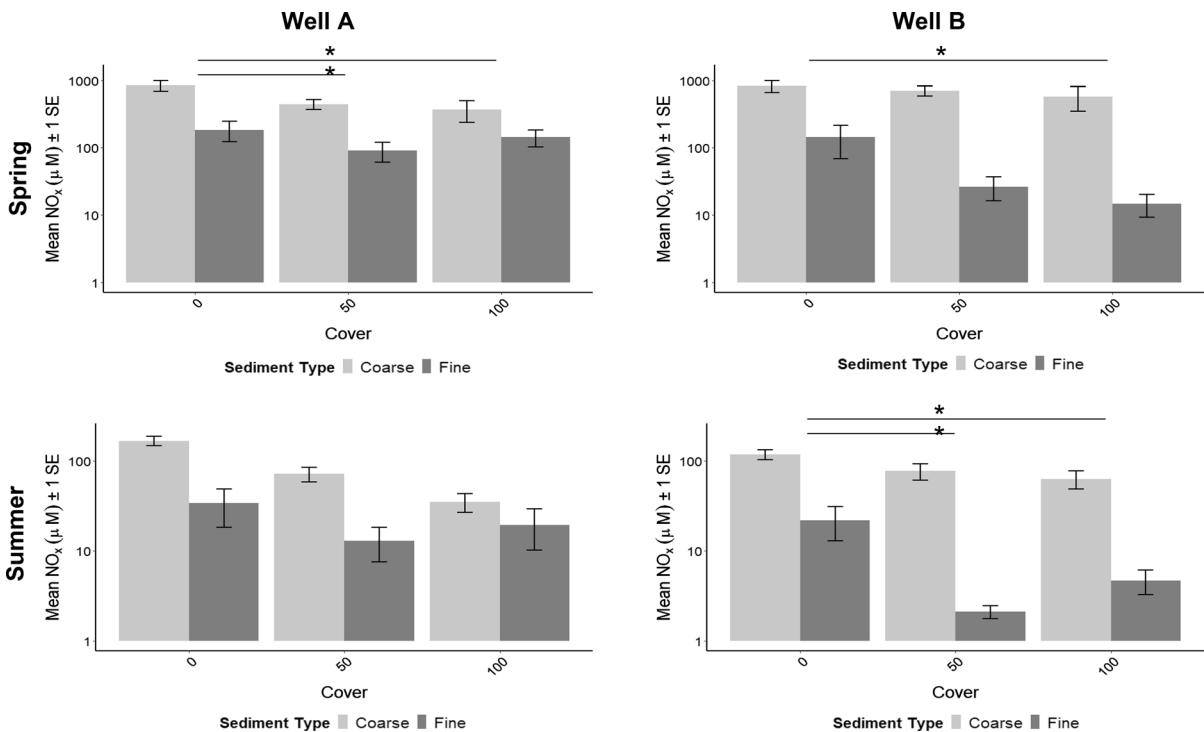 Well A
Well B
Spring
Mean NOx (μ M) ± 1 SE
1000
100
10
1
*
*
0
50
100
Cover
Sediment Type Coarse Fine
Mean NOx (μ M) ± 1 SE
1000
100
10
1
*
0
50
100
Cover
Sediment Type Coarse Fine
Summer
Mean NOx (μ M) ± 1 SE
100
10
1
0
50
100
Cover
Sediment Type Coarse Fine
Mean NOx (μ M) ± 1 SE
100
10
1
*
*
0
50
100
Cover
Sediment Type Coarse Fine